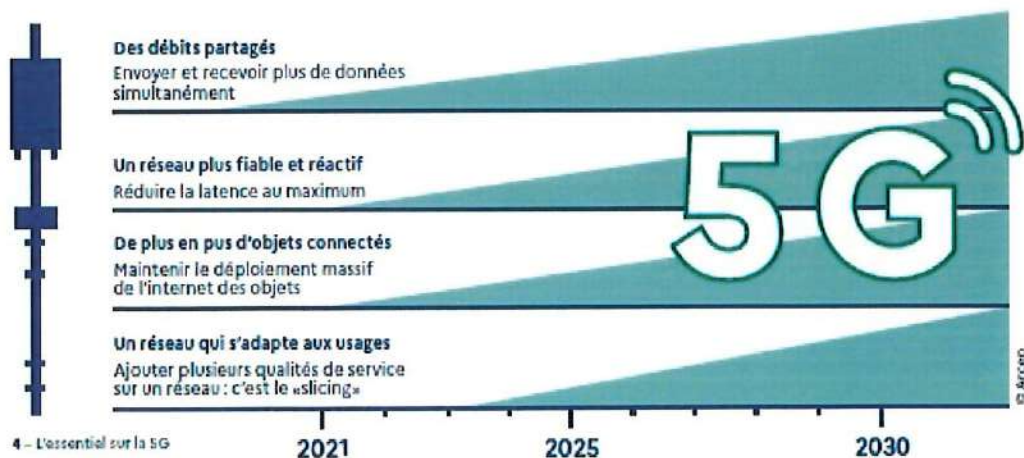 Des débits partagés
Envoyer et recevoir plus de données
simultanément
Un réseau plus fiable et réactif
Réduire la latence au maximum
De plus en pus d'objets connectés
Maintenir le déploiement massif
de l'internet des objets
Un réseau qui s'adapte aux usages
Ajouter plusieurs qualités de service
sur un réseau : c'est le «slicing»
5G
© Arcep
4 – L'essentiel sur la 5G
2021 2025 2030